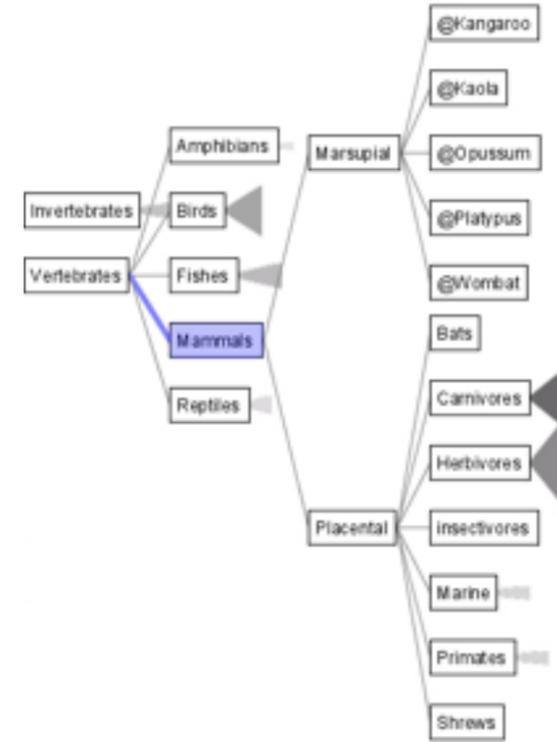 Invertebrates
Vertebrates
Amphibians
Birds
Fishes
Mammals
Reptiles
Marsupial
Placental
@Kangaroo
@Kaola
@Opussum
@Platypus
@Wombat
Bats
Carnivores
Herbivores
insectivores
Marine
Primates
Shrews